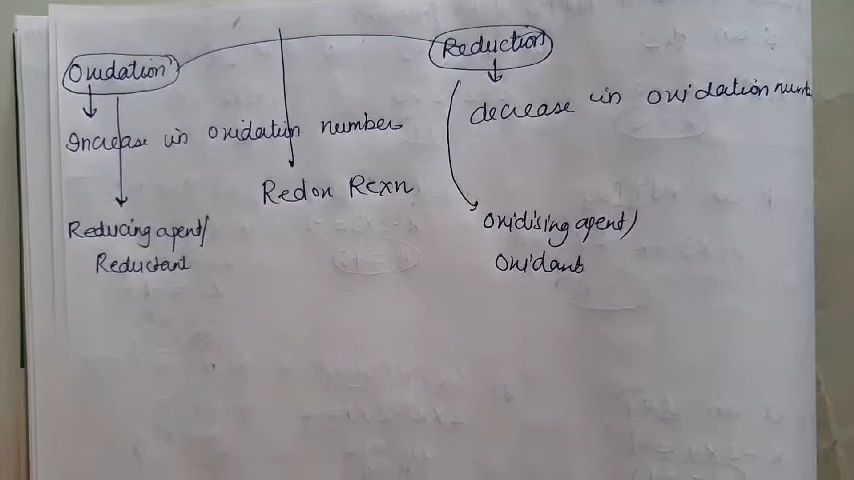 Oxidation
Reduction
Increase in oxidation number
decrease in oxidation numb
Redox Rexn
Reducing agent/
Reductant
Oxidising agent/
Oxidant